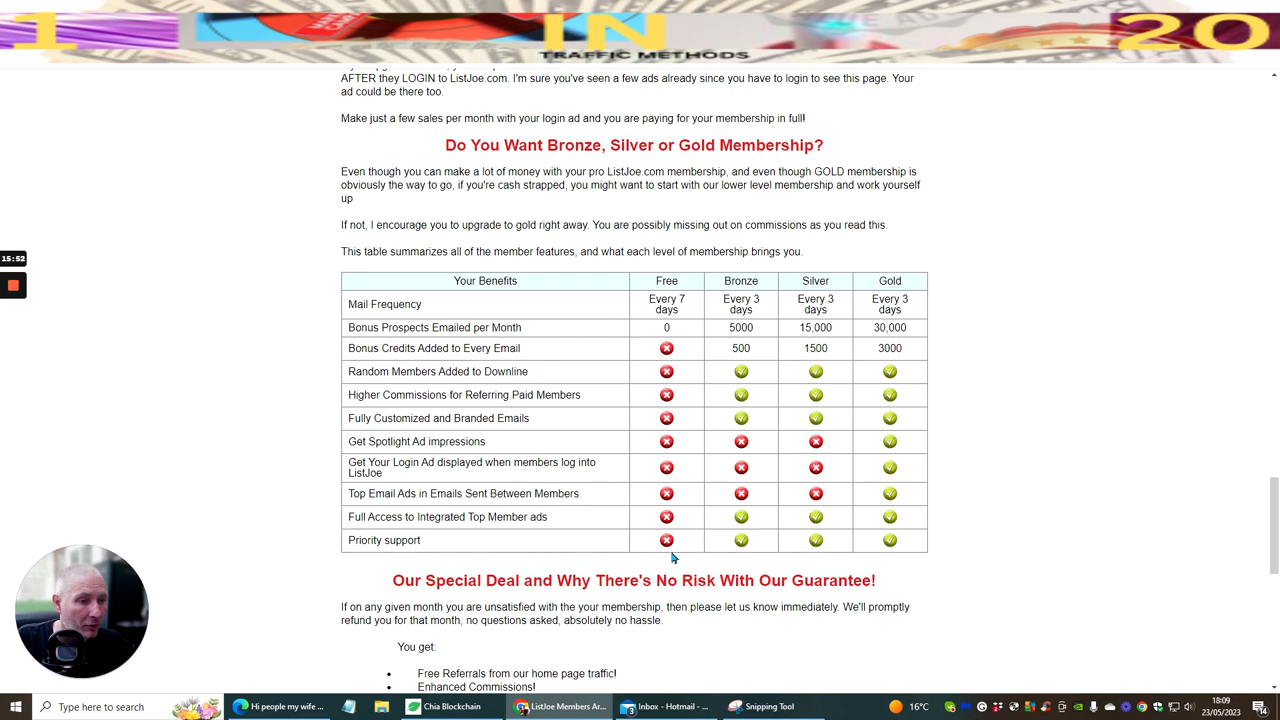 1 IN 20
TRAFFIC METHODS
AFTER they LOGIN to ListJoe.com. I'm sure you've seen a few ads already since you have to login to see this page. Your
ad could be there too.
Make just a few sales per month with your login ad and you are paying for your membership in full!
Do You Want Bronze, Silver or Gold Membership?
Even though you can make a lot of money with your pro ListJoe.com membership, and even though GOLD membership is
obviously the way to go, if you're cash strapped, you might want to start with our lower level membership and work yourself
up
If not, I encourage you to upgrade to gold right away. You are possibly missing out on commissions as you read this.
This table summarizes all of the member features, and what each level of membership brings you.
Your Benefits Free Bronze Silver Gold
Mail Frequency Every 7 days Every 3 days Every 3 days Every 3 days
Bonus Prospects Emailed per Month 0 5000 15,000 30,000
Bonus Credits Added to Every Email 500 1500 3000
Random Members Added to Downline
Higher Commissions for Referring Paid Members
Fully Customized and Branded Emails
Get Spotlight Ad impressions
Get Your Login Ad displayed when members log into
ListJoe
Top Email Ads in Emails Sent Between Members
Full Access to Integrated Top Member ads
Priority support
Our Special Deal and Why There's No Risk With Our Guarantee!
If on any given month you are unsatisfied with the your membership, then please let us know immediately. We'll promptly
refund you for that month, no questions asked, absolutely no hassle.
You get:
Free Referrals from our home page traffic!
Enhanced Commissions!
15:52
Type here to search
Hi people my wife ...
Chia Blockchain
ListJoe Members Ar...
Inbox - Hotmail - ...
Snipping Tool
16°C
18:09
23/05/2023